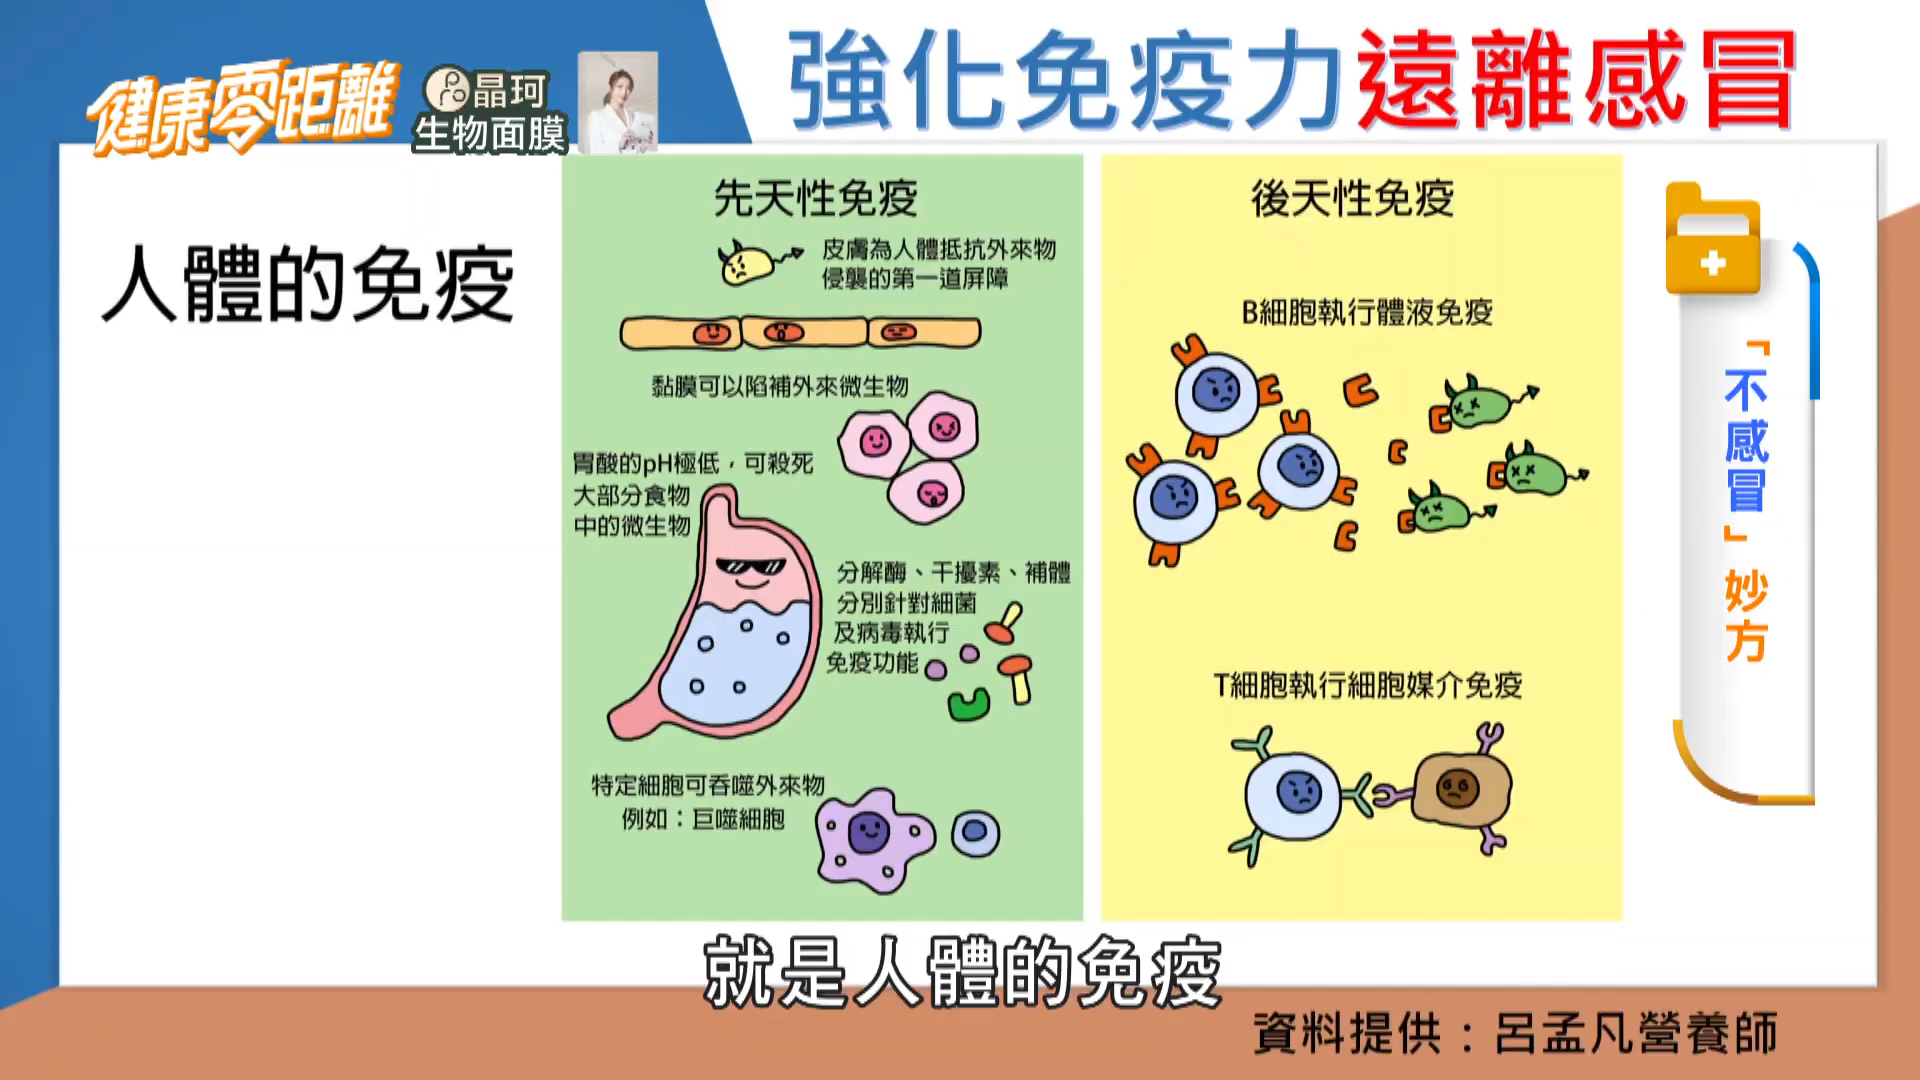 健康零距離
晶珂
生物面膜
強化免疫力遠離感冒
人體的免疫
先天性免疫
皮膚為人體抵抗外來物
侵襲的第一道屏障
黏膜可以陷補外來微生物
胃酸的pH極低，可殺死
大部分食物
中的微生物
分解酶、干擾素、補體
分別針對細菌
及病毒執行
免疫功能
特定細胞可吞噬外來物
例如：巨噬細胞
後天性免疫
B細胞執行體液免疫
T細胞執行細胞媒介免疫
「不感冒」妙方
就是人體的免疫
資料提供：呂孟凡營養師